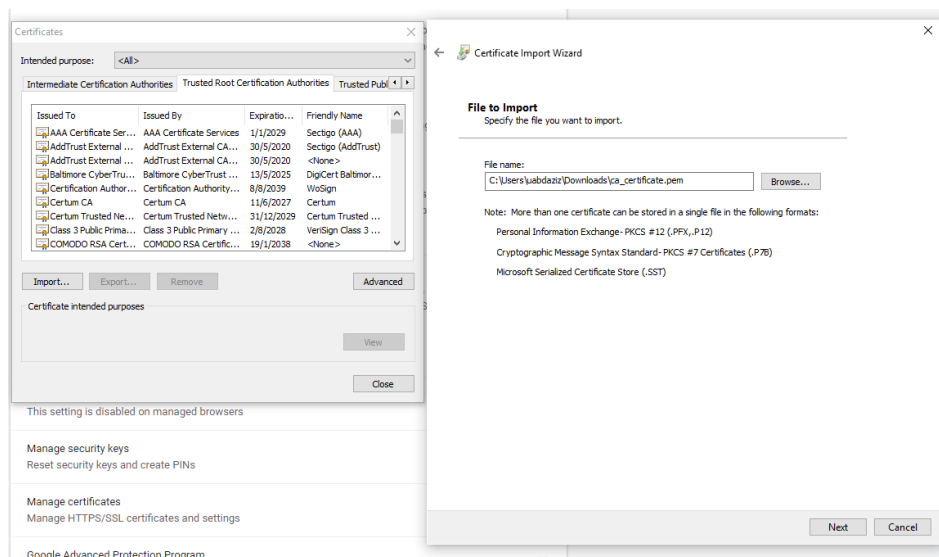 Certificates
Intended purpose: <All>
Intermediate Certification Authorities Trusted Root Certification Authorities Trusted Publ
Issued To Issued By Expiratio... Friendly Name
AAA Certificate Ser... AAA Certificate Services 1/1/2029 Sectigo (AAA)
AddTrust External ... AddTrust External CA... 30/5/2020 Sectigo (AddTrust)
AddTrust External ... AddTrust External CA... 30/5/2020 <None>
Baltimore CyberTru... Baltimore CyberTrust ... 13/5/2025 DigiCert Baltimor...
Certification Author... Certification Authority... 8/8/2039 WoSign
Certum CA Certum CA 11/6/2027 Certum
Certum Trusted Ne... Certum Trusted Netw... 31/12/2029 Certum Trusted ...
Class 3 Public Prima... Class 3 Public Primary ... 2/8/2028 VeriSign Class 3 ...
COMODO RSA Cert... COMODO RSA Certific... 19/1/2038 <None>
Import... Export... Remove Advanced
Certificate intended purposes
View
Close
This setting is disabled on managed browsers
Manage security keys
Reset security keys and create PINs
Manage certificates
Manage HTTPS/SSL certificates and settings
Google Advanced Protection Program
Certificate Import Wizard
File to Import
Specify the file you want to import.
File name:
C:\Users\uabdaziz\Downloads\ca_certificate.pem Browse...
Note: More than one certificate can be stored in a single file in the following formats:
Personal Information Exchange- PKCS #12 (.PFX,.P12)
Cryptographic Message Syntax Standard- PKCS #7 Certificates (.P7B)
Microsoft Serialized Certificate Store (.SST)
Next Cancel